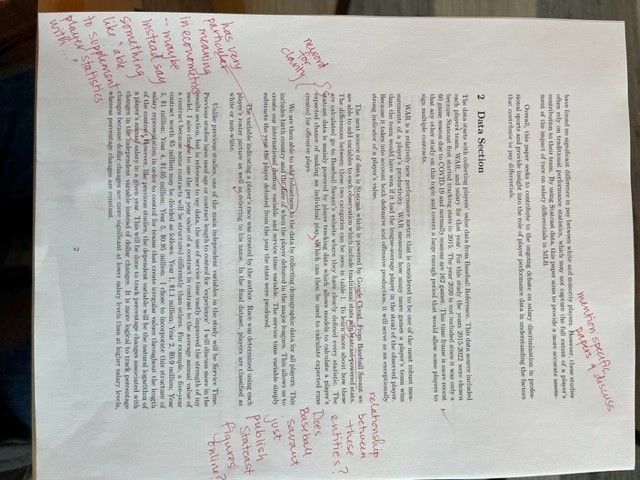 mention specific
papers & discuss
have found no significant difference in pay between white and minority players. However, these studies
often rely on traditional performance statistics, which may not capture the full extent of a player's
contribution to their team. By using Statcast data, this paper aims to provide a more accurate assess-
ment of the impact of race on salary differentials in MLB.
Overall, this paper seeks to contribute to the ongoing debate on salary discrimination in profes-
sional sports and provide insight into the role of player performance data in understanding the factors
that contribute to pay differentials.
2 Data Section
The data starts with collecting players' value data from Baseball Reference. This data source included
each players team, WAR, and salary for that year. For this study the years 2015-2022 were chosen
because Statcast first started tracking stats in 2015. The year 2020 is not included since it was only a
60 game season due to COVID-19 and normally seasons are 162 games. This time frame is more recent
that any other study on this topic and covers a large enough period that would allow some players to
sign multiple contracts.
WAR is a relatively new performance metric that is considered to be one of the most robust mea-
surements of a player's productivity. WAR measures how many more games a player's team wins
than the team would have won if it had the league-average player in the stead of the observed player.
Because it takes into account both defensive and offensive production, it will serve as an exceptionally
strong indicator of a player's value.
The next source of data is Statcast which is powered by Google Cloud. From Baseball Savant we
are able to add variables to each observation which include traditional stats and Statcast-powered stats.
The differences between these two categories can be seen in table 1. To learn more about how these
are calculated go to Baseball Savant's website where they have clearly defined every statistic. The
Statcast data is mainly powered by player tracking data which allows models to calculate a player's
expected chance of making an individual play. Which can then be used to calculate expected runs
created for offensive plays.
reword
for
clarity
relationship
between
these
entities?
Does
Baseball
savant
just
publish
Statcast
figures
online?
We are then able to add robustness to the data by collecting demographic data for all players. This
includes birth country and the date of when the player debuted in the major leagues. This allows us to
create our international dummy variable and service time variable. The service time variable simply
subtracts the year the player debuted from the year the stats were produced.
The variable indicating a player's race was created by the author. Race was determined using each
player's roster picture as well as referring to his name. In the final dataset, players are classified as
white or non-white.
has very
particular
meaning
in econometrics
-- maybe
instead say
something
like "able
to supplement
player statistics
with..."
Unlike previous studies, one of the main independent variables in the study will be Service Time.
Previous studies have used age or contract length to control for 'experience'. I will discuss more in the
results section, but in reference to my data, the use of service time vastly improved the strength of my
model. I also choose to use the per year value of a contract in contrast to the average annual value of
a contract because some contracts will be structured differently than others. For example, a five-year
contract worth $5 million may be divided as follows: Year 1, $1.1 million; Year 2, $0.9 million; Year
3, $1 million; Year 4, $1.05 million; Year 5, $0.95 million. I chose to incorporate this structure of
salary representation in order to control for teams that create irregular values throughout the length
of the contract. However, like previous studies, the dependent variable will be the natural logarithm of
a player's annual salary in a given year. This will be done to track percentage changes associated with
changes in the independent variable instead of dollar changes. It is more logical to track percentage
changes because dollar changes are more significant at lower salary levels than at higher salary levels,
whereas percentage changes are constant.
2